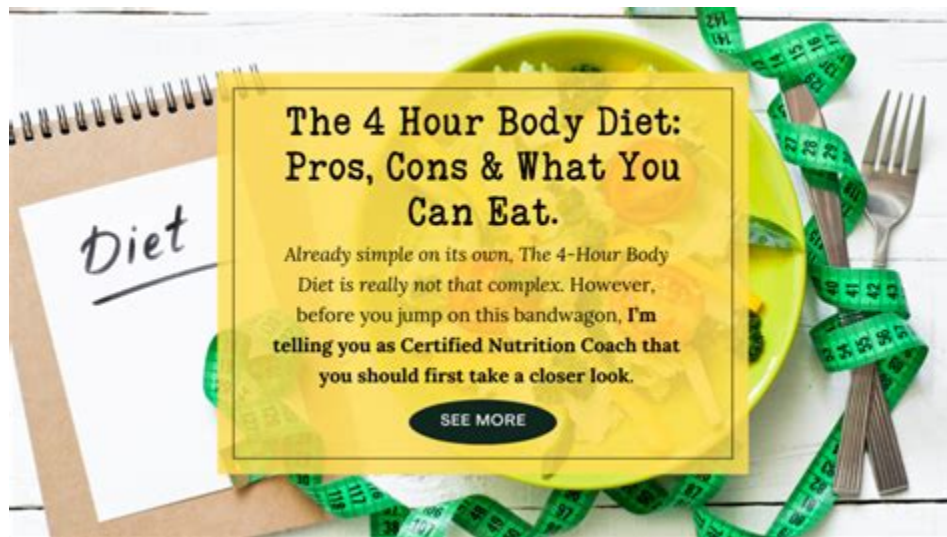 The 4 Hour Body Diet:
Pros, Cons & What You
Can Eat.
Already simple on its own, The 4-Hour Body
Diet is really not that complex. However,
before you jump on this bandwagon, I'm
telling you as Certified Nutrition Coach that
you should first take a closer look.
SEE MORE
Diet